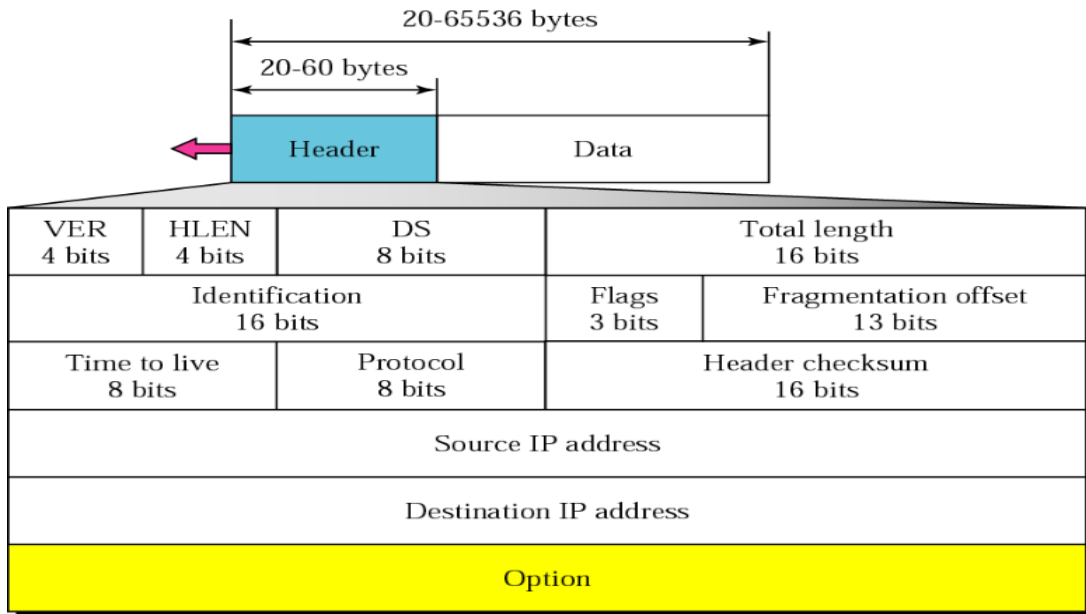 20-65536 bytes
20-60 bytes
Header
Data
VER
4 bits
HLEN
4 bits
DS
8 bits
Total length
16 bits
Identification
16 bits
Flags
3 bits
Fragmentation offset
13 bits
Time to live
8 bits
Protocol
8 bits
Header checksum
16 bits
Source IP address
Destination IP address
Option